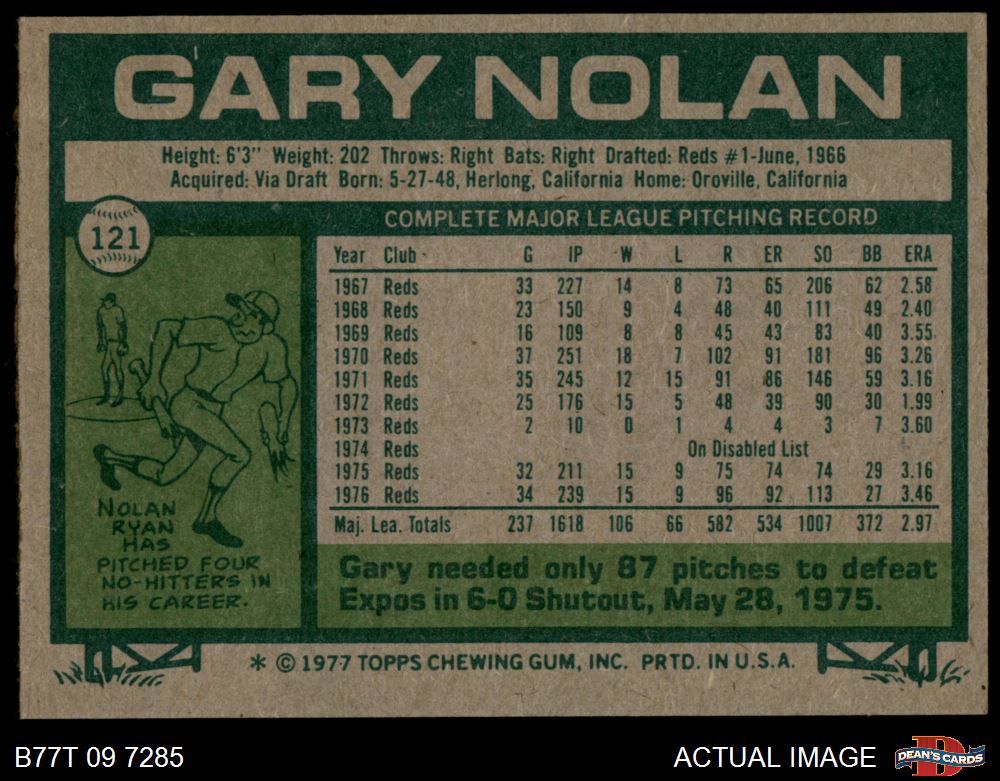 GARY NOLAN
Height: 6'3" Weight: 202 Throws: Right Bats: Right Drafted: Reds #1-June, 1966
Acquired: Via Draft Born: 5-27-48, Herlong, California Home: Oroville, California
121
COMPLETE MAJOR LEAGUE PITCHING RECORD
Year Club G IP W L R ER SO BB ERA
1967 Reds 33 227 14 8 73 65 206 62 2.58
1968 Reds 23 150 9 4 48 40 111 49 2.40
1969 Reds 16 109 8 8 45 43 83 40 3.55
1970 Reds 37 251 18 7 102 91 181 96 3.26
1971 Reds 35 245 12 15 91 86 146 59 3.16
1972 Reds 25 176 15 5 48 39 90 30 1.99
1973 Reds 2 10 0 1 4 4 3 7 3.60
1974 Reds On Disabled List
1975 Reds 32 211 15 9 75 74 74 29 3.16
1976 Reds 34 239 15 9 96 92 113 27 3.46
Maj. Lea. Totals 237 1618 106 66 582 534 1007 372 2.97
NOLAN
RYAN
HAS
PITCHED FOUR
NO-HITTERS IN
HIS CAREER.
Gary needed only 87 pitches to defeat
Expos in 6-0 Shutout, May 28, 1975.
* © 1977 TOPPS CHEWING GUM, INC. PRTD. IN U.S.A.
B77T 09 7285
ACTUAL IMAGE
D
DEAN'S CARDS